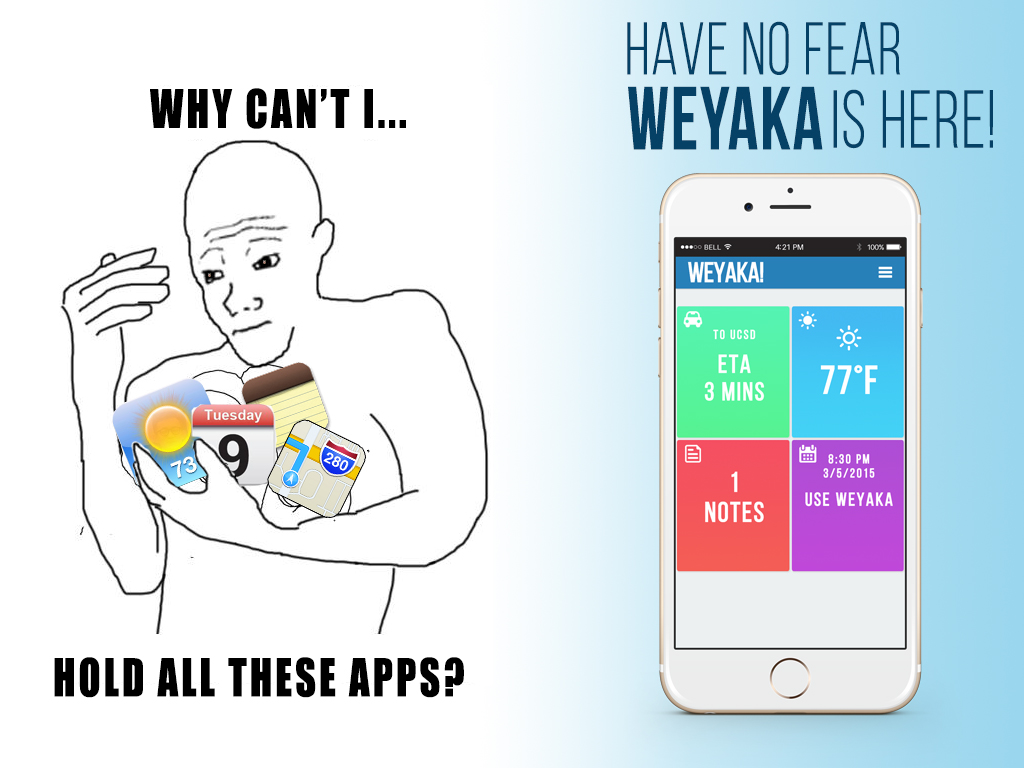 WHY CAN'T I...
73
Tuesday
9
280
HOLD ALL THESE APPS?
HAVE NO FEAR
WEYAKA IS HERE!
BELL 4:21 PM 100%
WEYAKA!
TO UCSD
ETA
3 MINS
77°F
1
NOTES
8:30 PM
3/5/2015
USE WEYAKA